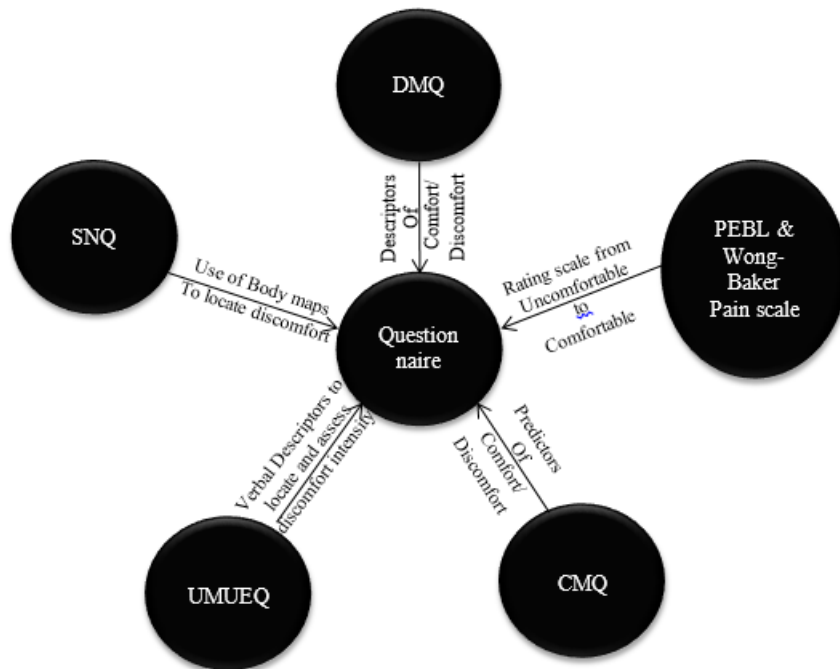 DMQ
Descriptors
Of
Comfort/
Discomfort
SNQ
Use of Body maps
To locate discomfort
PEBL &
Wong-
Baker
Pain scale
Rating scale from
Uncomfortable
to
Comfortable
Question
naire
Verbal Descriptors to
locate and assess
discomfort intensity
Predictors
Of
Comfort/
Discomfort
UMUEQ
CMQ